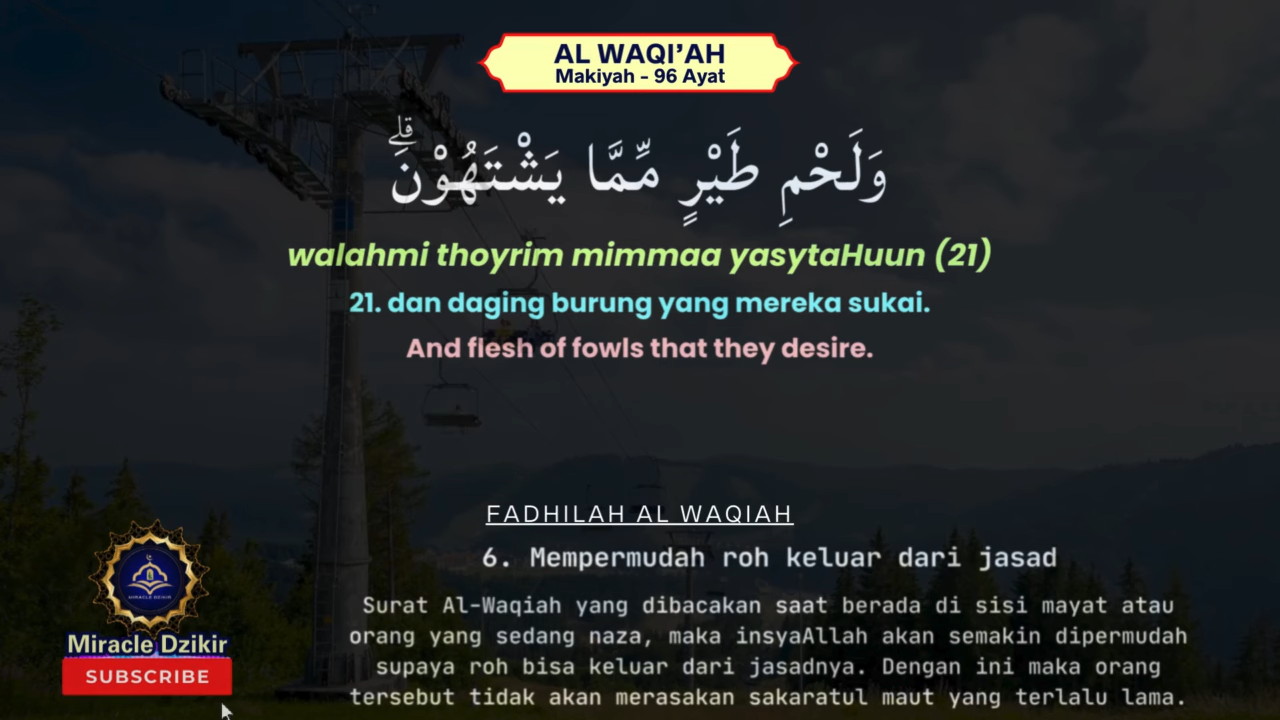 AL WAQI’AH
Makiyah - 96 Ayat
وَلَحْمِ طَيْرٍ مِّمَّا يَشْتَهُوْنَۗ
walahmi thoyrim mimmaa yasytaHuun (21)
21. dan daging burung yang mereka sukai.
And flesh of fowls that they desire.
FADHILAH AL WAQIAH
6. Mempermudah roh keluar dari jasad
Surat Al-Waqiah yang dibacakan saat berada di sisi mayat atau
orang yang sedang naza, maka insyaAllah akan semakin dipermudah
supaya roh bisa keluar dari jasadnya. Dengan ini maka orang
tersebut tidak akan merasakan sakaratul maut yang terlalu lama.
MIRACLE DZIKIR
Miracle Dzikir
SUBSCRIBE